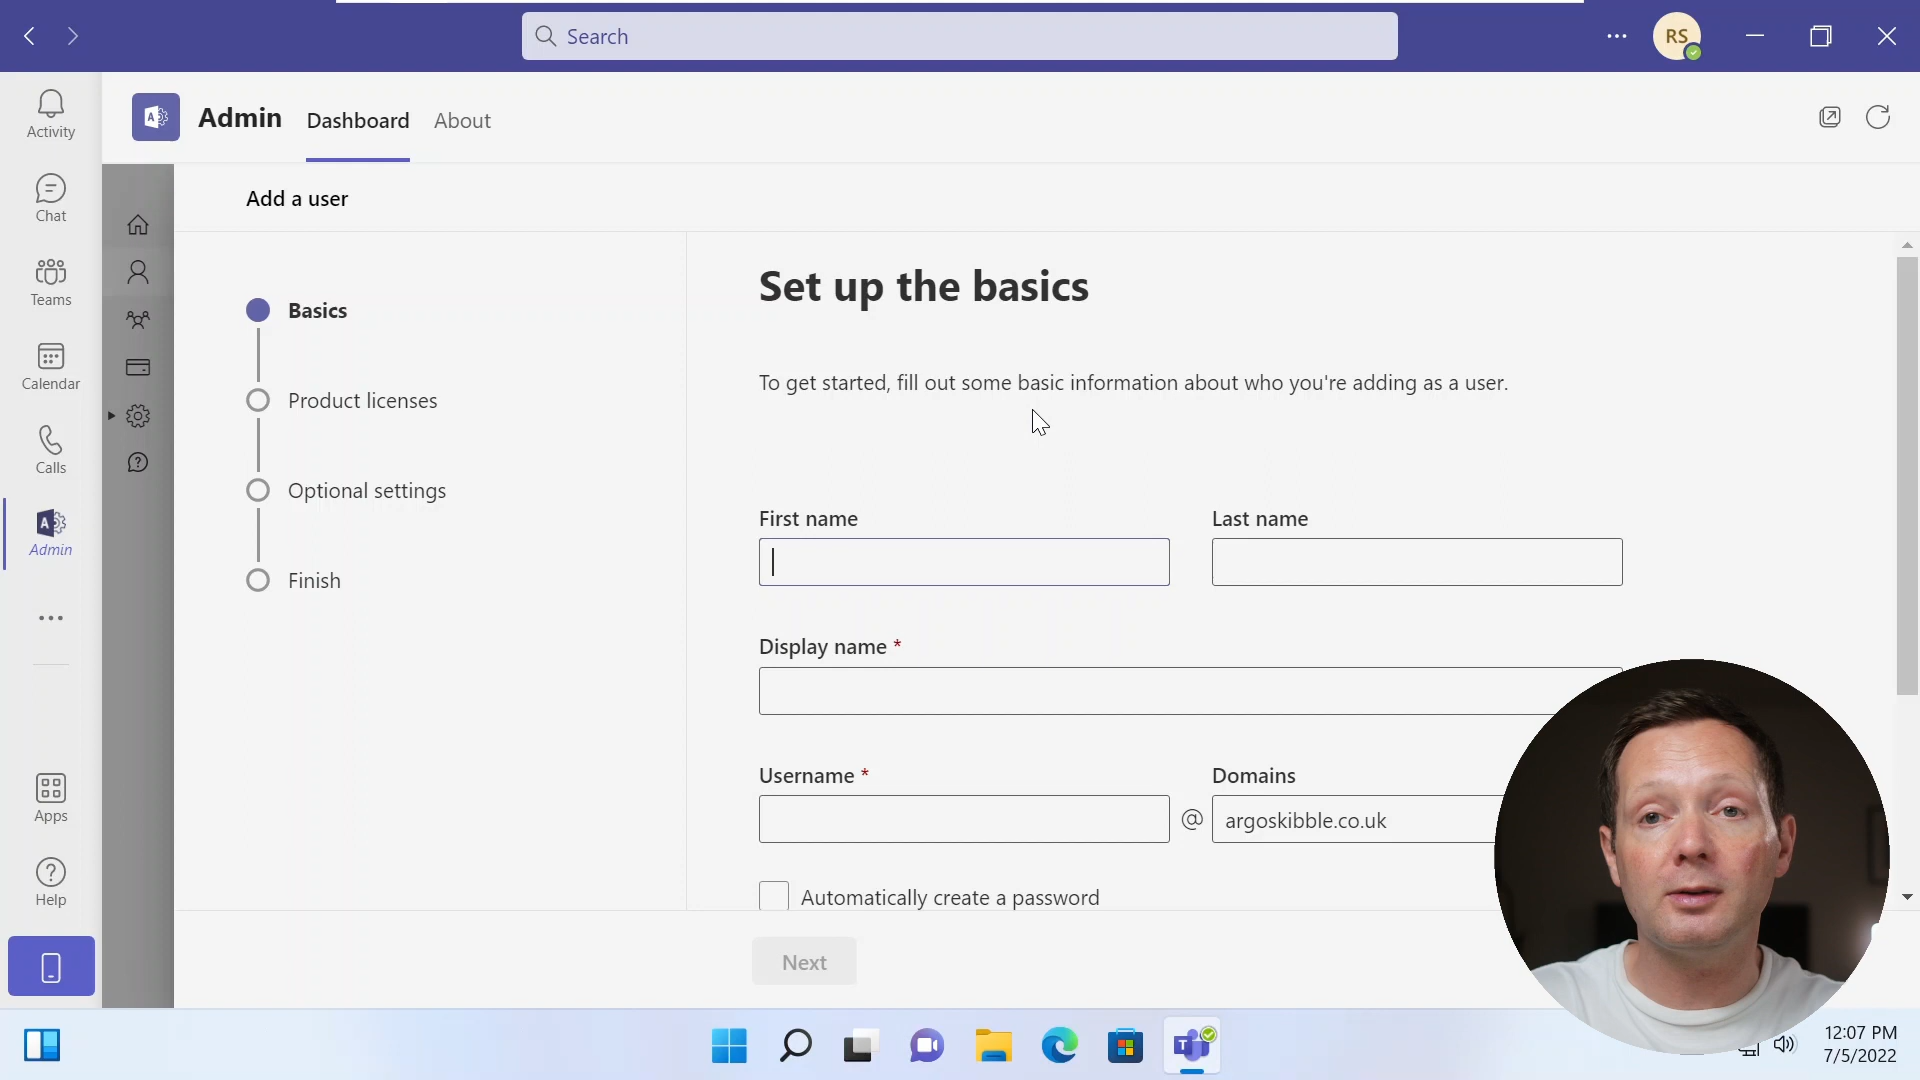 Search
RS
Activity
Chat
Teams
Calendar
Calls
Admin
Apps
Help
Admin
Dashboard
About
Add a user
Basics
Product licenses
Optional settings
Finish
Set up the basics
To get started, fill out some basic information about who you're adding as a user.
First name
Last name
Display name *
Username *
Domains
@
argoskibble.co.uk
Automatically create a password
Next
12:07 PM
7/5/2022